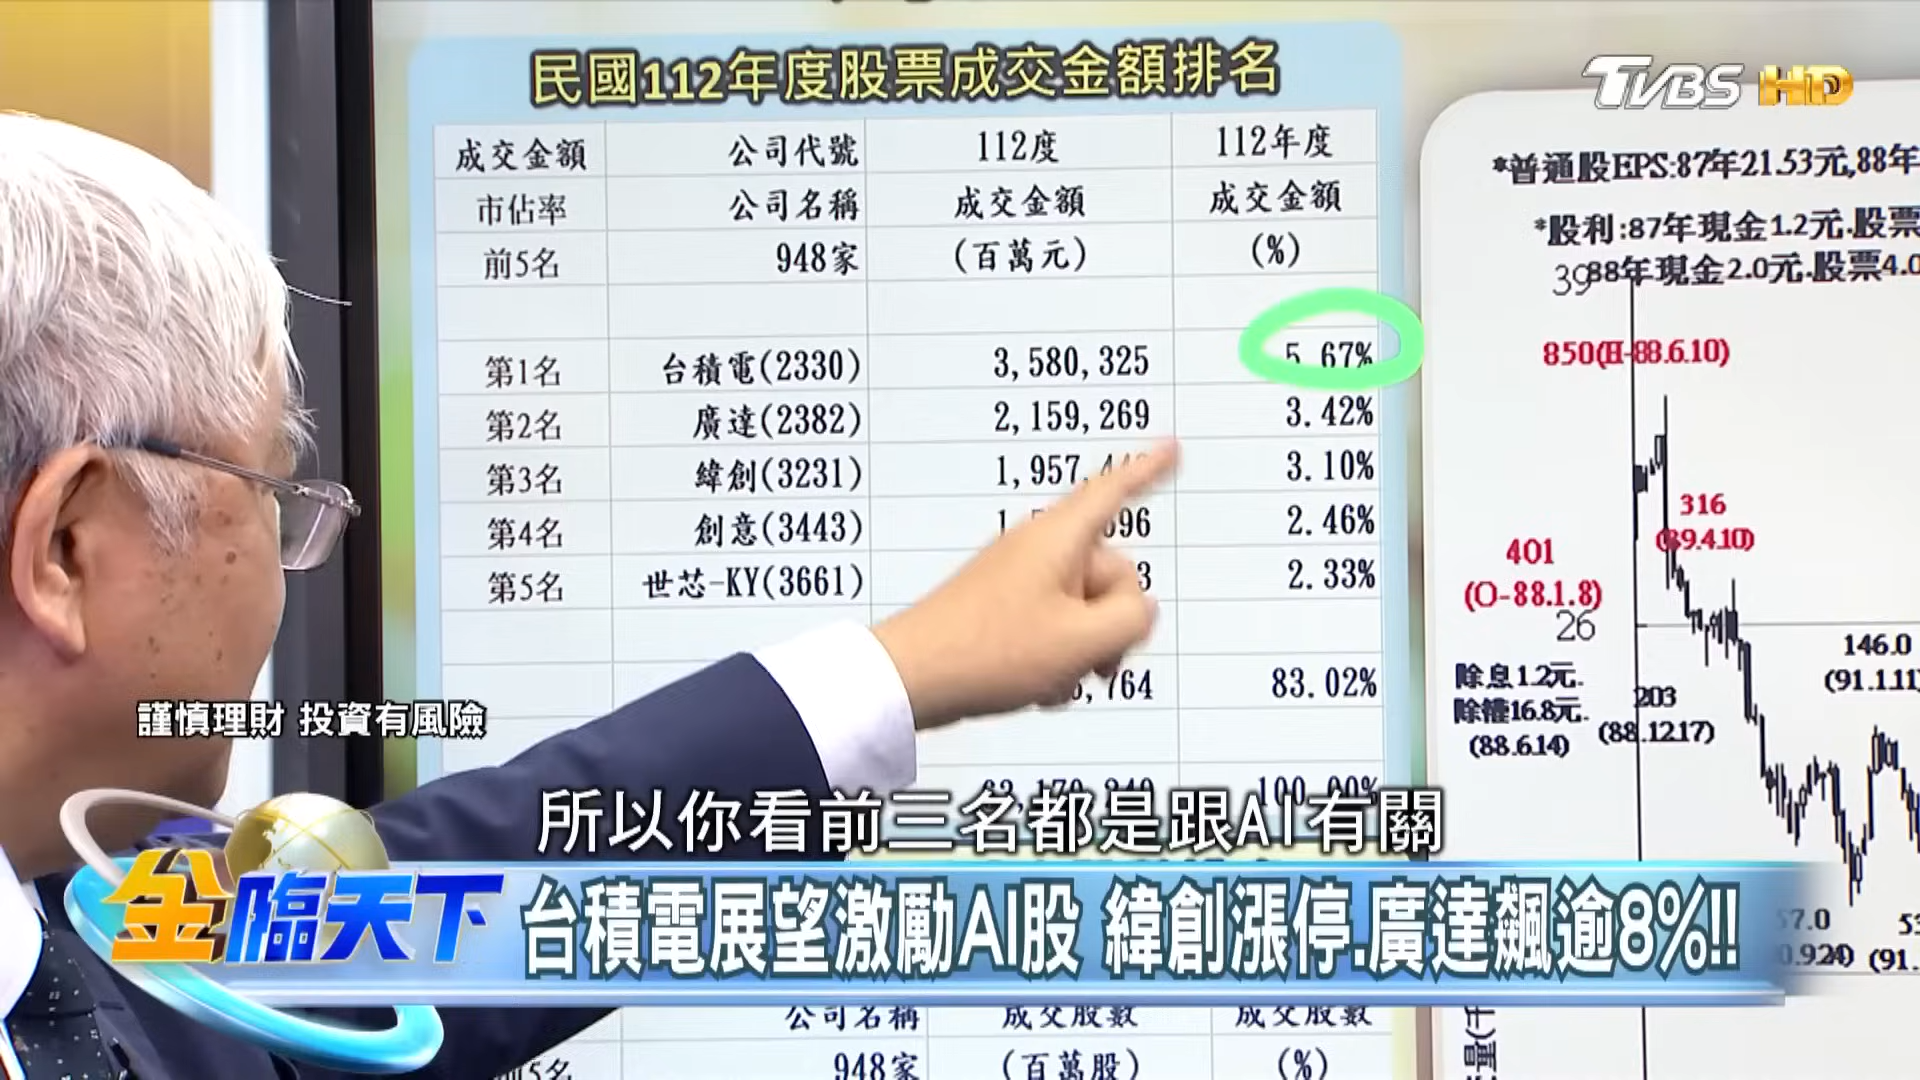 民國112年度股票成交金額排名
TVBS HD
成交金額 公司代號 112度 112年度
市佔率 公司名稱 成交金額 成交金額
前5名 948家 (百萬元) (%)
第1名 台積電(2330) 3,580,325 5.67%
第2名 廣達(2382) 2,159,269 3.42%
第3名 緯創(3231) 1,957, 3.10%
第4名 創意(3443) 2.46%
第5名 世芯-KY(3661) 2.33%
,764 83.02%
100.00%
*普通股EPS:87年21.53元,88年
*股利:87年現金1.2元.股票
88年現金2.0元.股票4.0
39
850(H-88.6.10)
316
(89.4.10)
401
(O-88.1.8)
26
146.0
(91.1.11)
除息1.2元.
除權16.8元.
(88.6.14)
203
(88.12.17)
謹慎理財 投資有風險
所以你看前三名都是跟AI有關
金臨天下
台積電展望激勵AI股 緯創漲停.廣達飆逾8%!!
公司名稱 成交股數 成交股數
前5名 948家 (百萬股) (%)